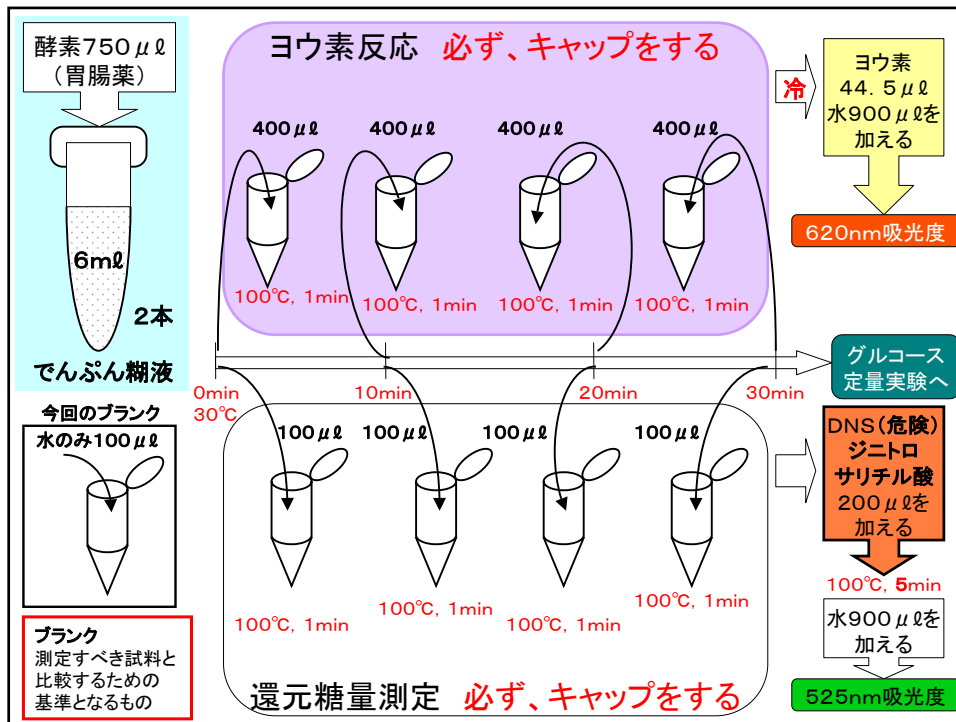 酵素750μℓ
(胃腸薬)
6mℓ
2本
でんぷん糊液
今回のブランク
水のみ100μℓ
ブランク
測定すべき試料と
比較するための
基準となるもの
ヨウ素反応 必ず、キャップをする
400μℓ 400μℓ 400μℓ 400μℓ
100℃, 1min 100℃, 1min 100℃, 1min 100℃, 1min
0min 10min 20min 30min
30℃
100μℓ 100μℓ 100μℓ 100μℓ
100℃, 1min 100℃, 1min 100℃, 1min 100℃, 1min
還元糖量測定 必ず、キャップをする
冷
ヨウ素
44.5μℓ
水900μℓを
加える
620nm吸光度
グルコース
定量実験へ
DNS(危険)
ジニトロ
サリチル酸
200μℓを
加える
100℃, 5min
水900μℓを
加える
525nm吸光度